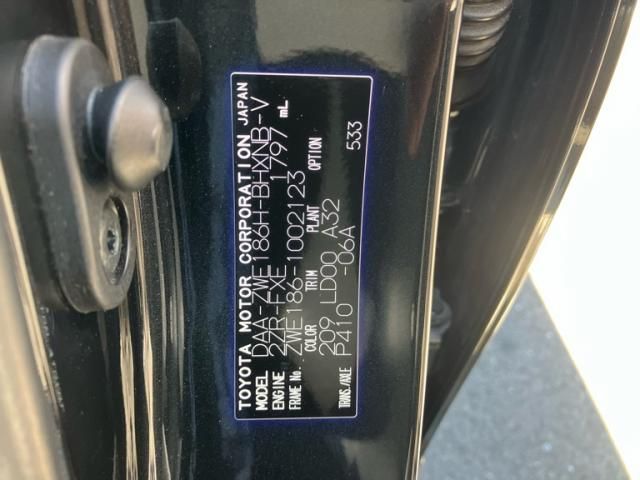 TOYOTA MOTOR CORPORATION JAPAN
MODEL DAA-ZWE186H-BHXNB-V
ENGINE 2ZR-FXE 1797 mL
FRAME No. ZWE186-1002123
COLOR TRIM PLANT OPTION
209 LD00 A32 533
TRANS./AXLE P410 -06A